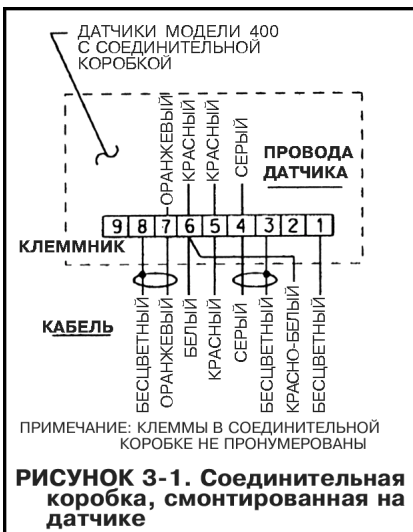 ДАТЧИКИ МОДЕЛИ 400
С СОЕДИНИТЕЛЬНОЙ
КОРОБКОЙ
ОРАНЖЕВЫЙ
КРАСНЫЙ
КРАСНЫЙ
СЕРЫЙ
ПРОВОДА
ДАТЧИКА
9 8 7 6 5 4 3 2 1
КЛЕММНИК
КАБЕЛЬ
БЕСЦВЕТНЫЙ
ОРАНЖЕВЫЙ
БЕЛЫЙ
КРАСНЫЙ
СЕРЫЙ
БЕСЦВЕТНЫЙ
КРАСНО-БЕЛЫЙ
БЕСЦВЕТНЫЙ
ПРИМЕЧАНИЕ: КЛЕММЫ В СОЕДИНИТЕЛЬНОЙ
КОРОБКЕ НЕ ПРОНУМЕРОВАНЫ
РИСУНОК 3-1. Соединительная
коробка, смонтированная на
датчике